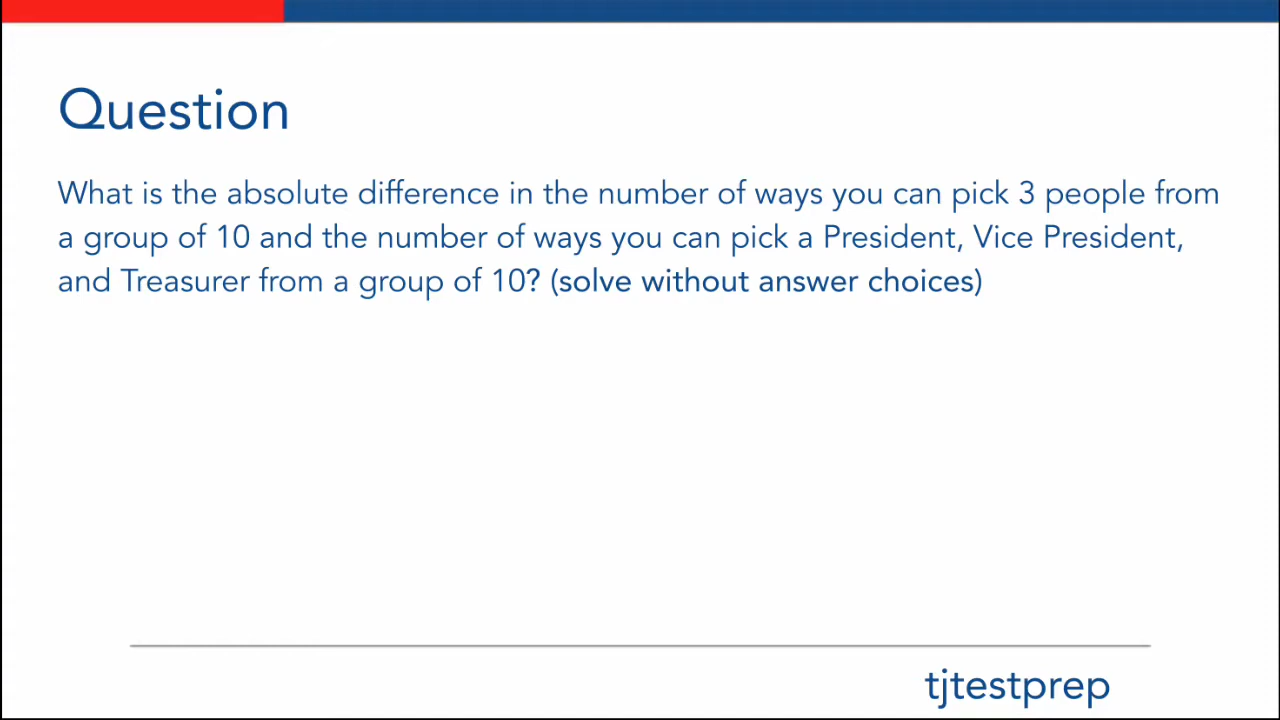 Question
What is the absolute difference in the number of ways you can pick 3 people from
a group of 10 and the number of ways you can pick a President, Vice President,
and Treasurer from a group of 10? (solve without answer choices)
tjtestprep